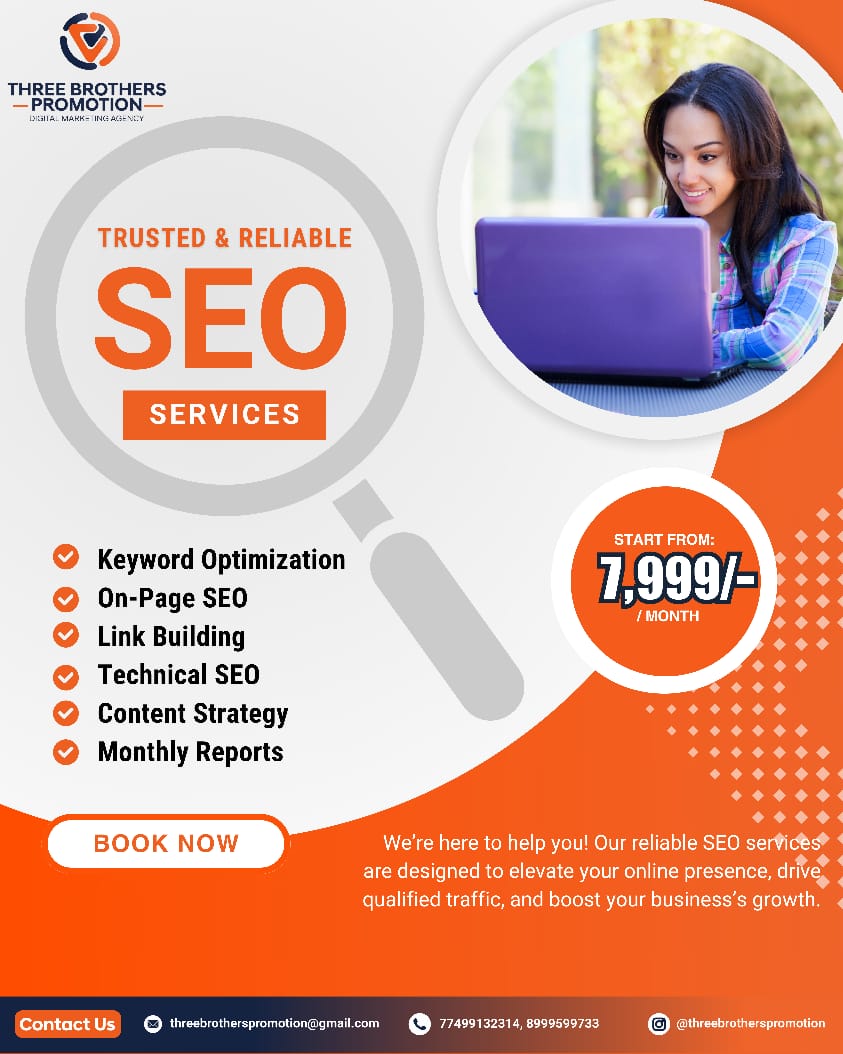 THREE BROTHERS
PROMOTION
DIGITAL MARKETING AGENCY
TRUSTED & RELIABLE
SEO
SERVICES
START FROM:
7,999/-
/ MONTH
Keyword Optimization
On-Page SEO
Link Building
Technical SEO
Content Strategy
Monthly Reports
BOOK NOW
We're here to help you! Our reliable SEO services
are designed to elevate your online presence, drive
qualified traffic, and boost your business's growth.
Contact Us threebrotherspromotion@gmail.com 77499132314, 8999599733 @threebrotherspromotion